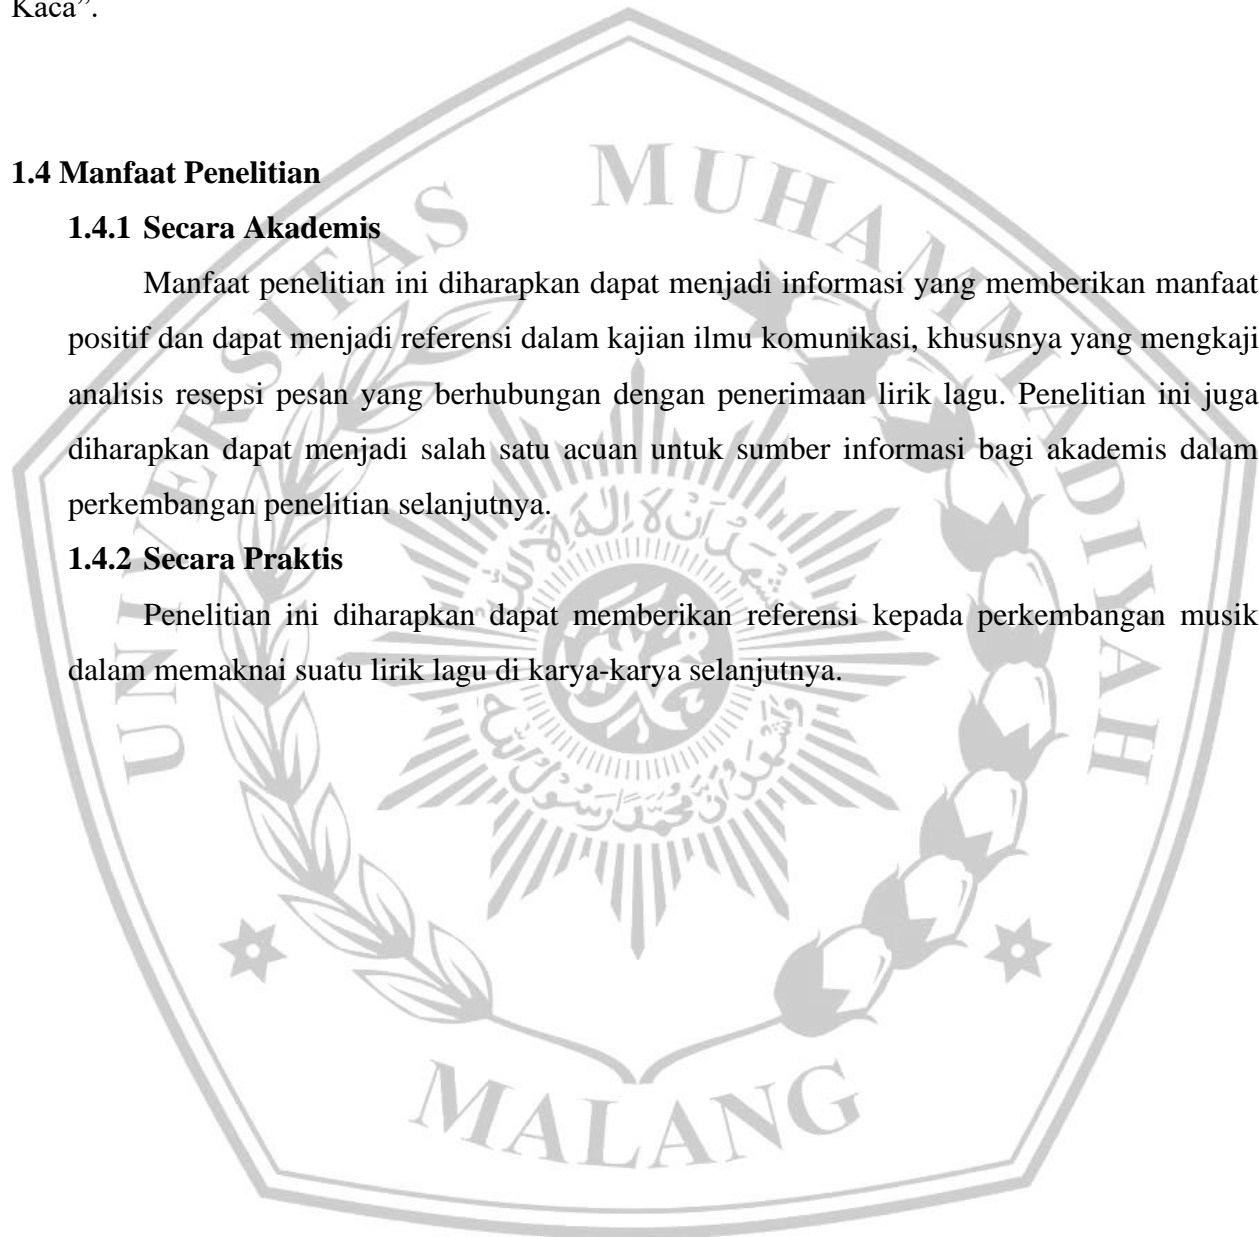 Kaca”.
1.4 Manfaat Penelitian
1.4.1 Secara Akademis
Manfaat penelitian ini diharapkan dapat menjadi informasi yang memberikan manfaat
positif dan dapat menjadi referensi dalam kajian ilmu komunikasi, khususnya yang mengkaji
analisis resepsi pesan yang berhubungan dengan penerimaan lirik lagu. Penelitian ini juga
diharapkan dapat menjadi salah satu acuan untuk sumber informasi bagi akademis dalam
perkembangan penelitian selanjutnya.
1.4.2 Secara Praktis
Penelitian ini diharapkan dapat memberikan referensi kepada perkembangan musik
dalam memaknai suatu lirik lagu di karya-karya selanjutnya.
UNIVERSITAS MUHAMMADIYAH
MALANG